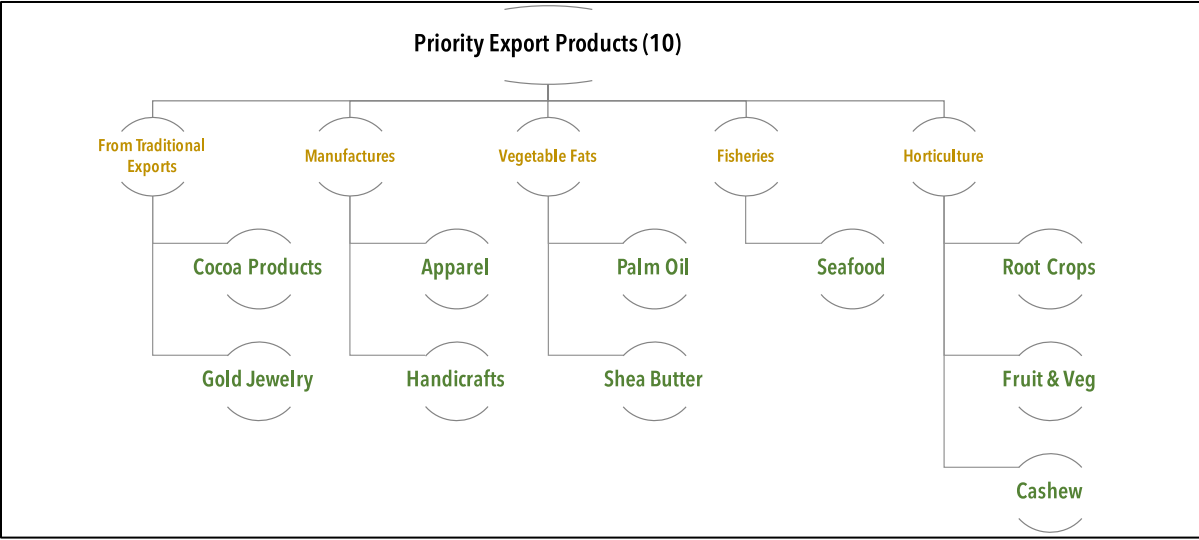 Priority Export Products (10)
From Traditional
Exports
Manufactures
Vegetable Fats
Fisheries
Horticulture
Cocoa Products
Apparel
Palm Oil
Seafood
Root Crops
Gold Jewelry
Handicrafts
Shea Butter
Fruit & Veg
Cashew